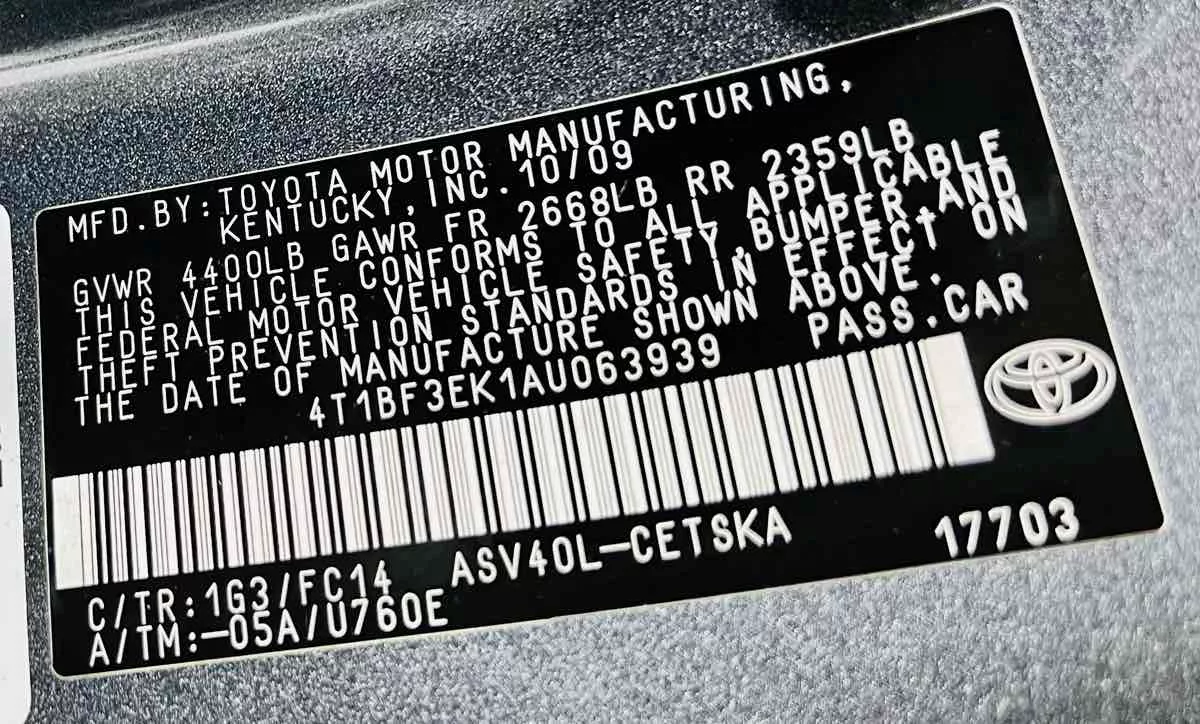 MFD.BY:TOYOTA MOTOR MANUFACTURING,
KENTUCKY,INC.10/09
GVWR 4400LB GAWR FR 2668LB RR 2359LB
THIS VEHICLE CONFORMS TO ALL APPLICABLE
FEDERAL MOTOR VEHICLE SAFETY,BUMPER,AND
THEFT PREVENTION STANDARDS IN EFFECT ON
THE DATE OF MANUFACTURE SHOWN ABOVE.
4T1BF3EK1AU063939 PASS.CAR
C/TR:1G3/FC14 ASV40L-CETSKA 17703
A/TM:-05A/U760E